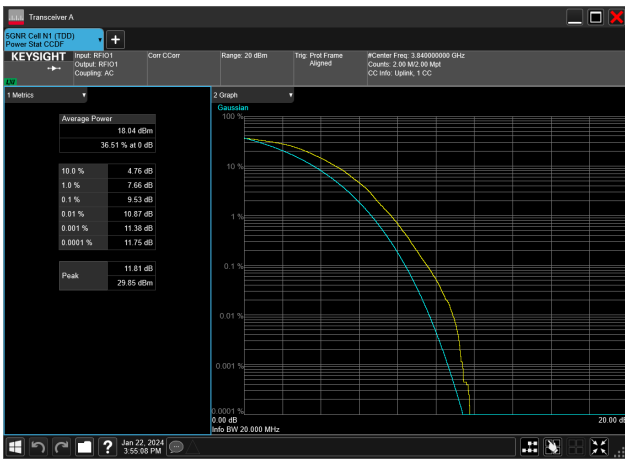 Transceiver A
5GNR Cell N1 (TDD)
Power Stat CCDF
KEYSIGHT
LXI
Input: RFIO1
Output: RFIO1
Coupling: AC
Corr CCorr
Range: 20 dBm
Trig: Prot Frame
Aligned
#Center Freq: 3.840000000 GHz
Counts: 2.00 M/2.00 Mpt
CC Info: Uplink, 1 CC
1 Metrics
Average Power
18.04 dBm
36.51 % at 0 dB
10.0 % 4.76 dB
1.0 % 7.66 dB
0.1 % 9.53 dB
0.01 % 10.87 dB
0.001 % 11.38 dB
0.0001 % 11.75 dB
Peak
11.81 dB
29.85 dBm
2 Graph
Gaussian
100 %
10 %
1 %
0.1 %
0.01 %
0.001 %
0.0001 %
0.00 dB
20.00 dB
Info BW 20.000 MHz
?
Jan 22, 2024
3:55:08 PM